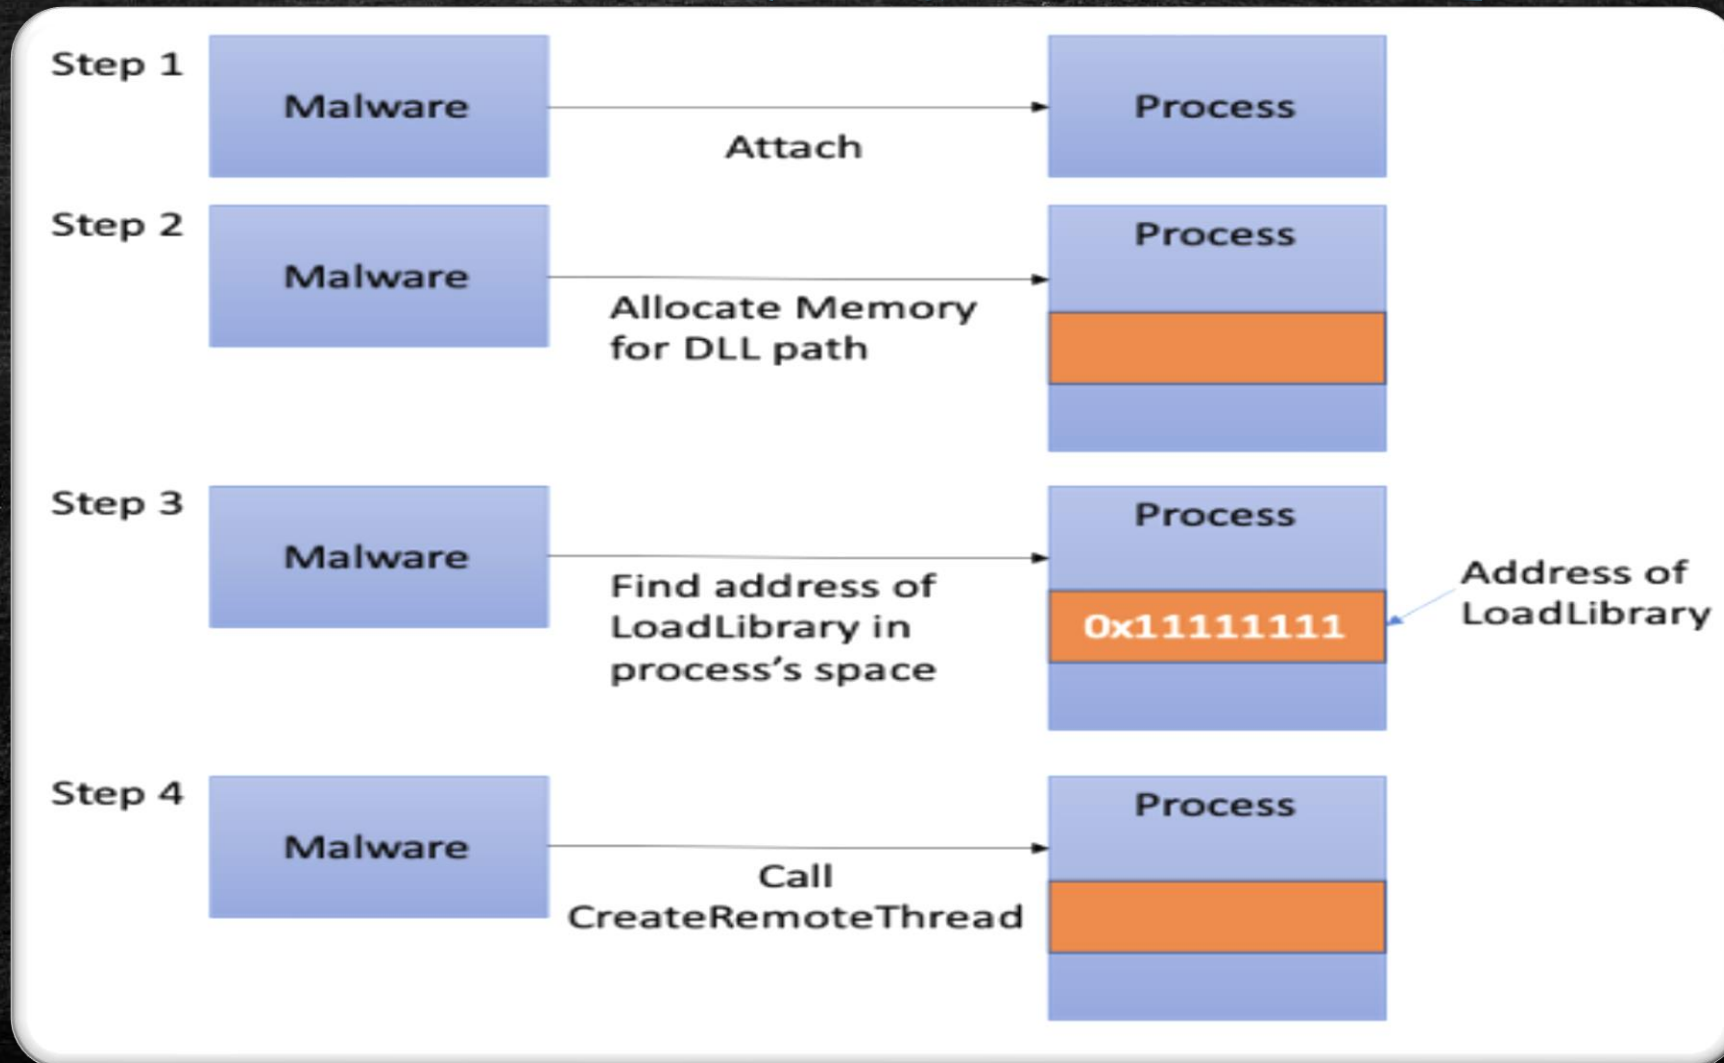 Step 1
Malware
Attach
Process
Step 2
Malware
Allocate Memory
for DLL path
Process
Step 3
Malware
Find address of
LoadLibrary in
process’s space
Process
0x11111111
Address of
LoadLibrary
Step 4
Malware
Call
CreateRemoteThread
Process